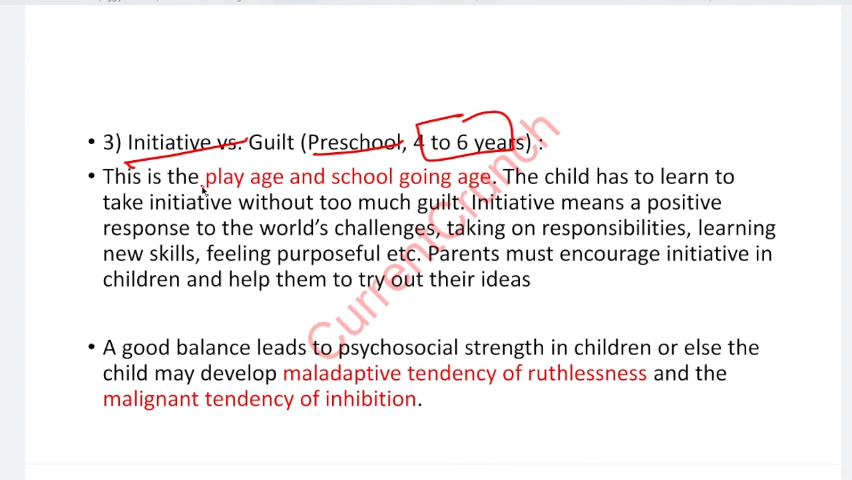 • 3) Initiative vs. Guilt (Preschool, 4 to 6 years) :
• This is the play age and school going age. The child has to learn to
take initiative without too much guilt. Initiative means a positive
response to the world's challenges, taking on responsibilities, learning
new skills, feeling purposeful etc. Parents must encourage initiative in
children and help them to try out their ideas
• A good balance leads to psychosocial strength in children or else the
child may develop maladaptive tendency of ruthlessness and the
malignant tendency of inhibition.
CurrentCrunch